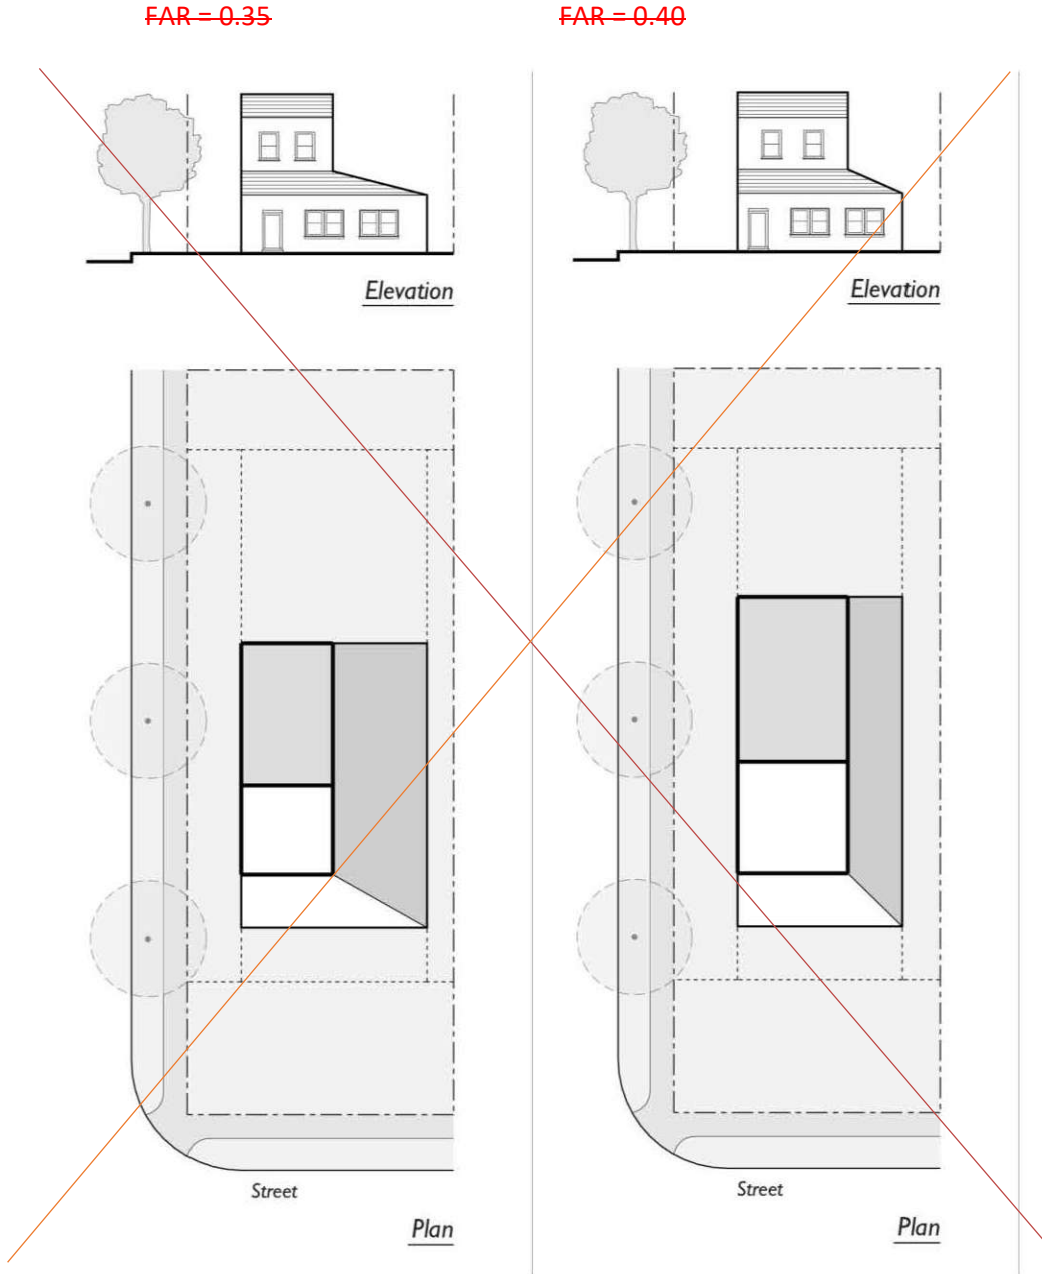 FAR = 0.35
FAR = 0.40
Elevation
Elevation
Street
Street
Plan
Plan